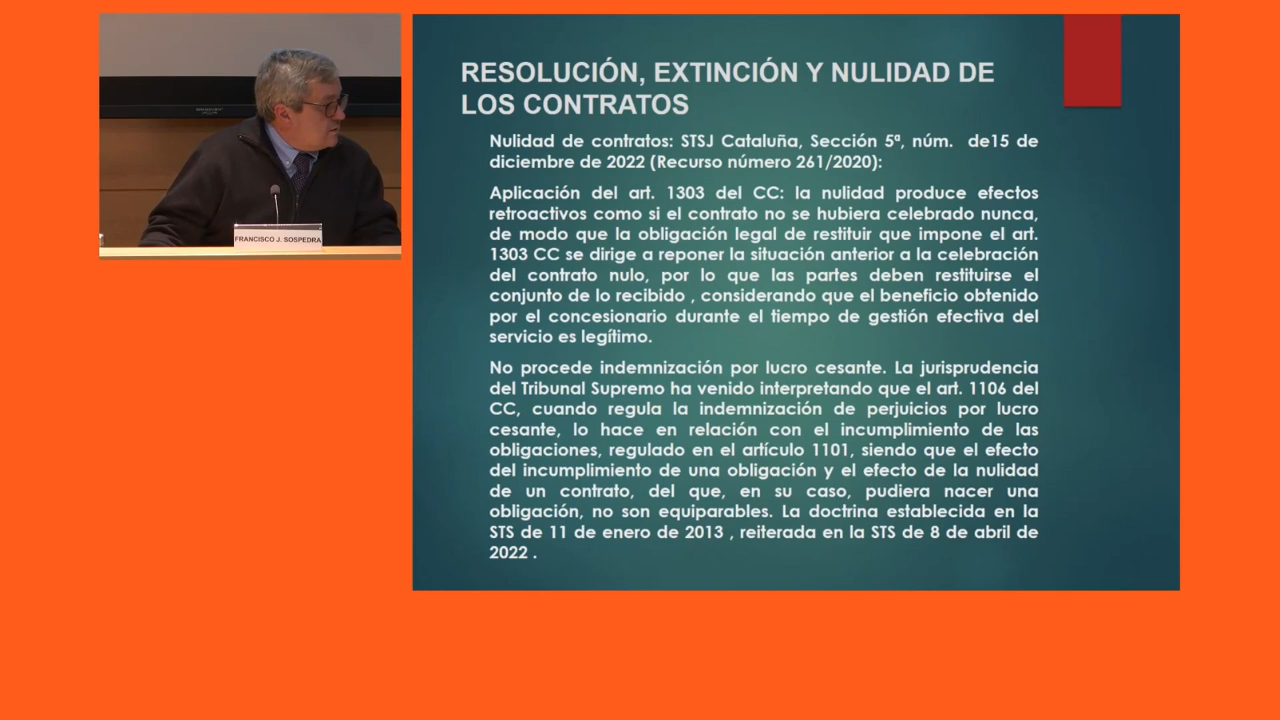 FRANCISCO J. SOSPEDRA
RESOLUCIÓN, EXTINCIÓN Y NULIDAD DE
LOS CONTRATOS
Nulidad de contratos: STSJ Cataluña, Sección 5ª, núm. de15 de
diciembre de 2022 (Recurso número 261/2020):
Aplicación del art. 1303 del CC: la nulidad produce efectos
retroactivos como si el contrato no se hubiera celebrado nunca,
de modo que la obligación legal de restituir que impone el art.
1303 CC se dirige a reponer la situación anterior a la celebración
del contrato nulo, por lo que las partes deben restituirse el
conjunto de lo recibido , considerando que el beneficio obtenido
por el concesionario durante el tiempo de gestión efectiva del
servicio es legítimo.
No procede indemnización por lucro cesante. La jurisprudencia
del Tribunal Supremo ha venido interpretando que el art. 1106 del
CC, cuando regula la indemnización de perjuicios por lucro
cesante, lo hace en relación con el incumplimiento de las
obligaciones, regulado en el artículo 1101, siendo que el efecto
del incumplimiento de una obligación y el efecto de la nulidad
de un contrato, del que, en su caso, pudiera nacer una
obligación, no son equiparables. La doctrina establecida en la
STS de 11 de enero de 2013 , reiterada en la STS de 8 de abril de
2022 .